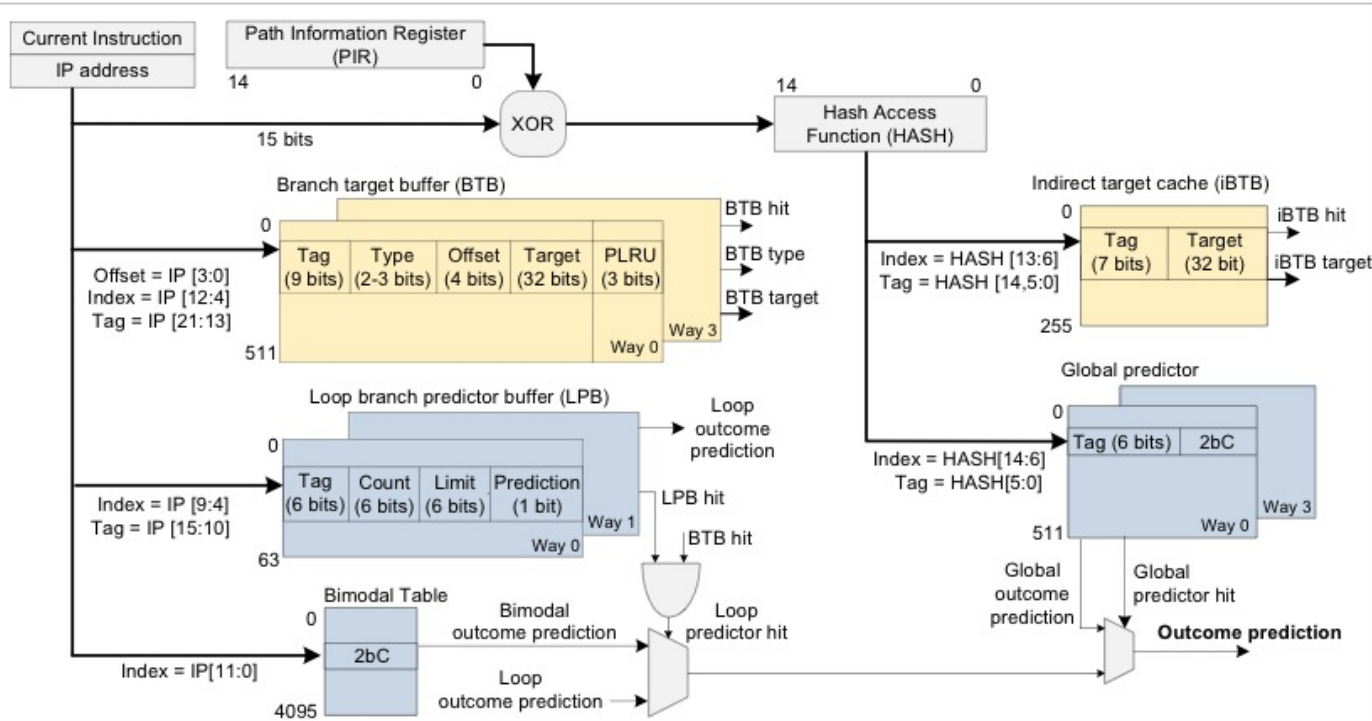 Current Instruction
IP address
Path Information Register
(PIR)
14
0
15 bits
XOR
14
0
Hash Access
Function (HASH)
Branch target buffer (BTB)
0
Tag
(9 bits)
Type
(2-3 bits)
Offset
(4 bits)
Target
(32 bits)
PLRU
(3 bits)
Way 3
Way 0
511
BTB hit
BTB type
BTB target
Offset = IP [3:0]
Index = IP [12:4]
Tag = IP [21:13]
Indirect target cache (iBTB)
0
Tag
(7 bits)
Target
(32 bit)
255
iBTB hit
iBTB target
Index = HASH [13:6]
Tag = HASH [14,5:0]
Loop branch predictor buffer (LPB)
0
Tag
(6 bits)
Count
(6 bits)
Limit
(6 bits)
Prediction
(1 bit)
Way 1
Way 0
63
Loop
outcome
prediction
LPB hit
BTB hit
Index = IP [9:4]
Tag = IP [15:10]
Global predictor
0
Tag (6 bits)
2bC
Way 3
Way 0
511
Index = HASH[14:6]
Tag = HASH[5:0]
Bimodal Table
0
2bC
4095
Index = IP[11:0]
Bimodal
outcome prediction
Loop
predictor hit
Loop
outcome prediction
Global
outcome
prediction
Global
predictor hit
Outcome prediction